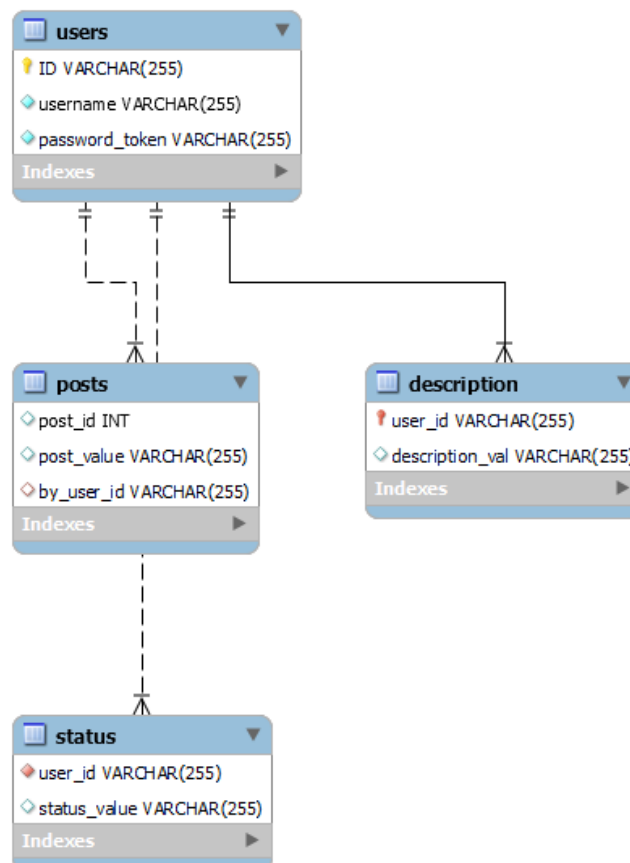 users
ID VARCHAR(255)
username VARCHAR(255)
password_token VARCHAR(255)
Indexes
posts
post_id INT
post_value VARCHAR(255)
by_user_id VARCHAR(255)
Indexes
description
user_id VARCHAR(255)
description_val VARCHAR(255)
Indexes
status
user_id VARCHAR(255)
status_value VARCHAR(255)
Indexes